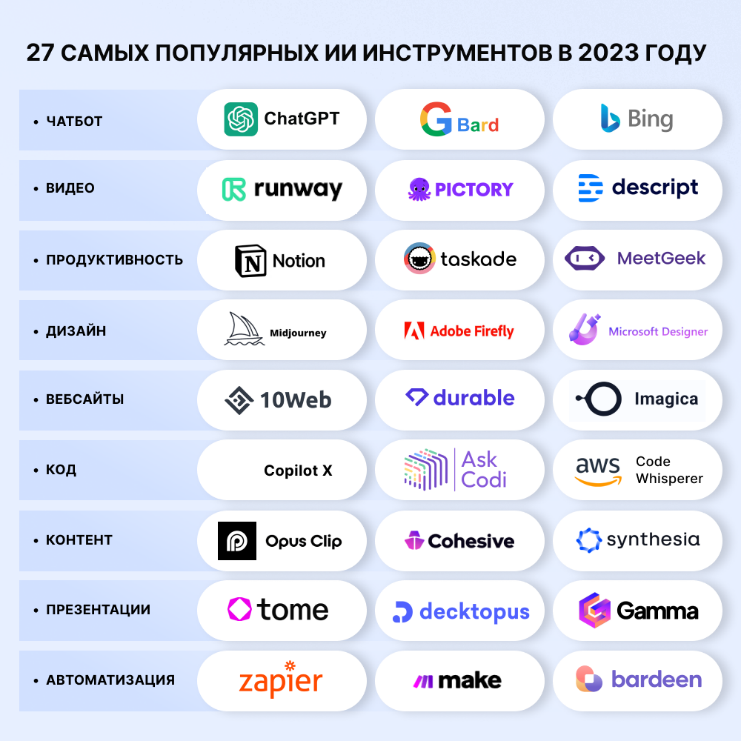 27 САМЫХ ПОПУЛЯРНЫХ ИИ ИНСТРУМЕНТОВ В 2023 ГОДУ
• ЧАТБОТ
ChatGPT
G Bard
Bing
• ВИДЕО
runway
PICTORY
descript
• ПРОДУКТИВНОСТЬ
Notion
taskade
MeetGeek
• ДИЗАЙН
Midjourney
Adobe Firefly
Microsoft Designer
• ВЕБСАЙТЫ
10Web
durable
Imagica
• КОД
Copilot X
Ask
Codi
aws
Code
Whisperer
• КОНТЕНТ
Opus Clip
Cohesive
synthesia
• ПРЕЗЕНТАЦИИ
tome
decktopus
Gamma
• АВТОМАТИЗАЦИЯ
zapier
make
bardeen